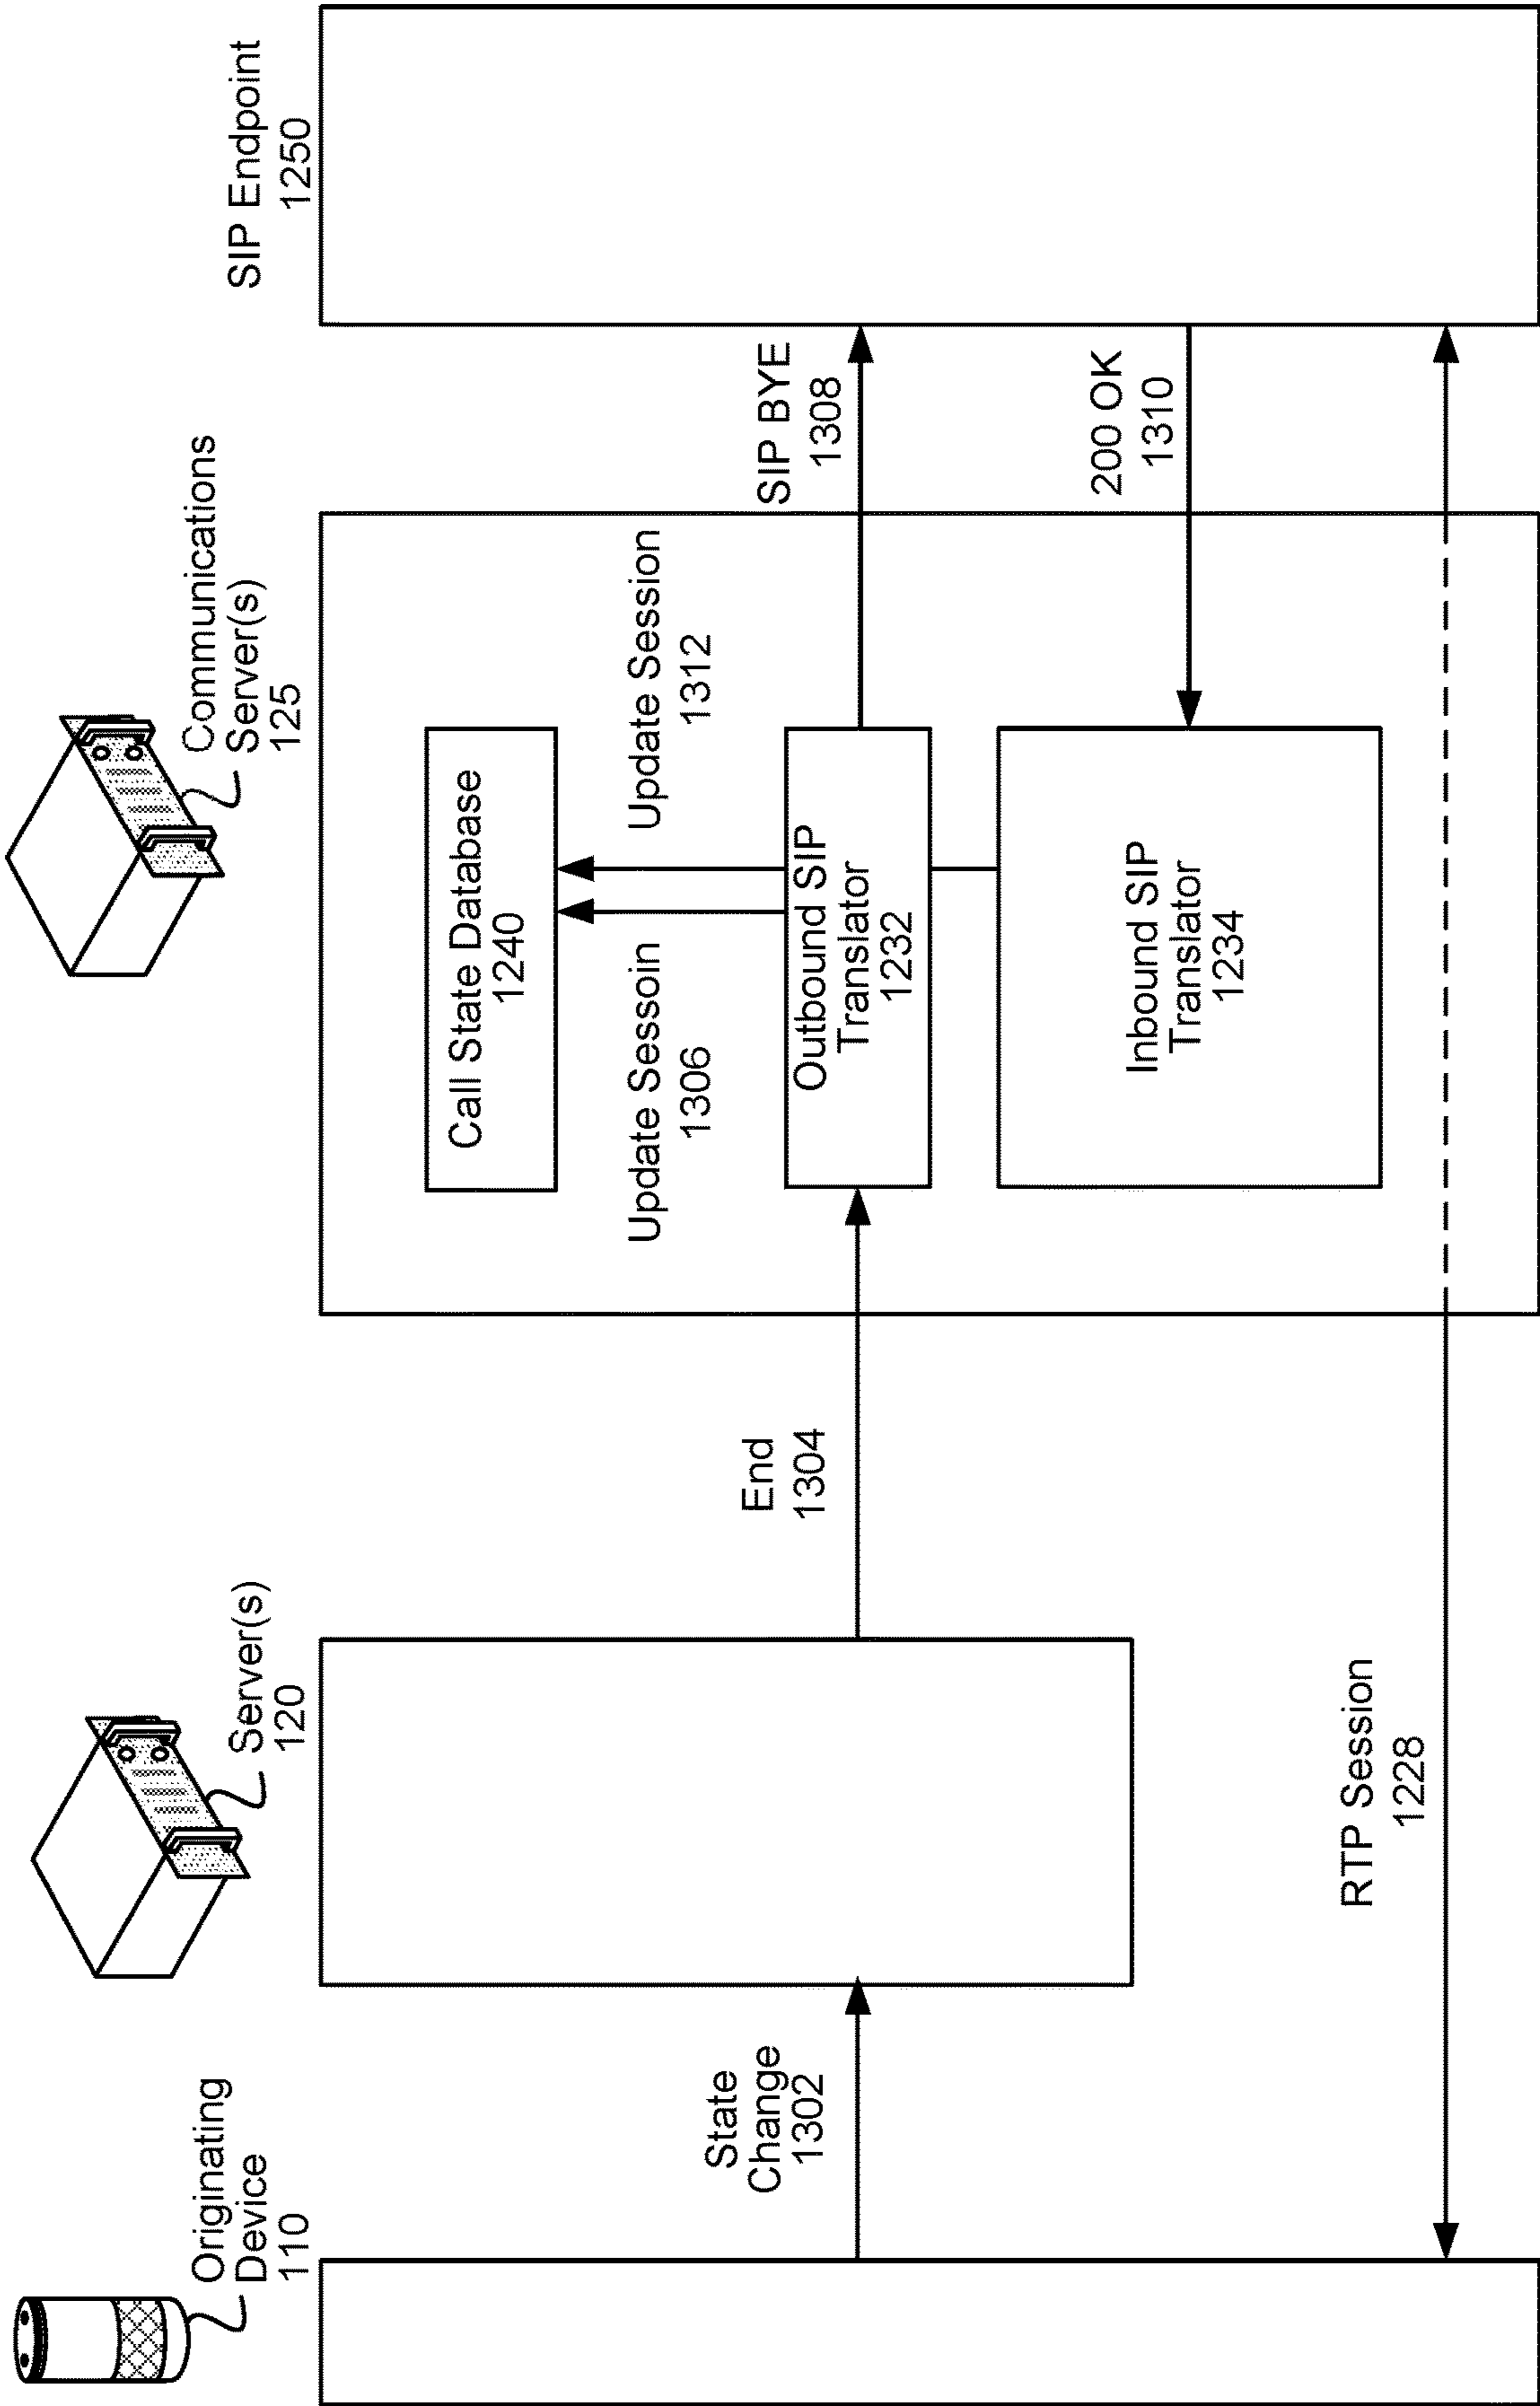 Originating
Device
110
Server(s)
120
Communications
Server(s)
125
SIP Endpoint
1250
State
Change
1302
End
1304
Call State Database
1240
Update Sessoin
1306
Update Session
1312
Outbound SIP
Translator
1232
Inbound SIP
Translator
1234
SIP BYE
1308
200 OK
1310
RTP Session
1228